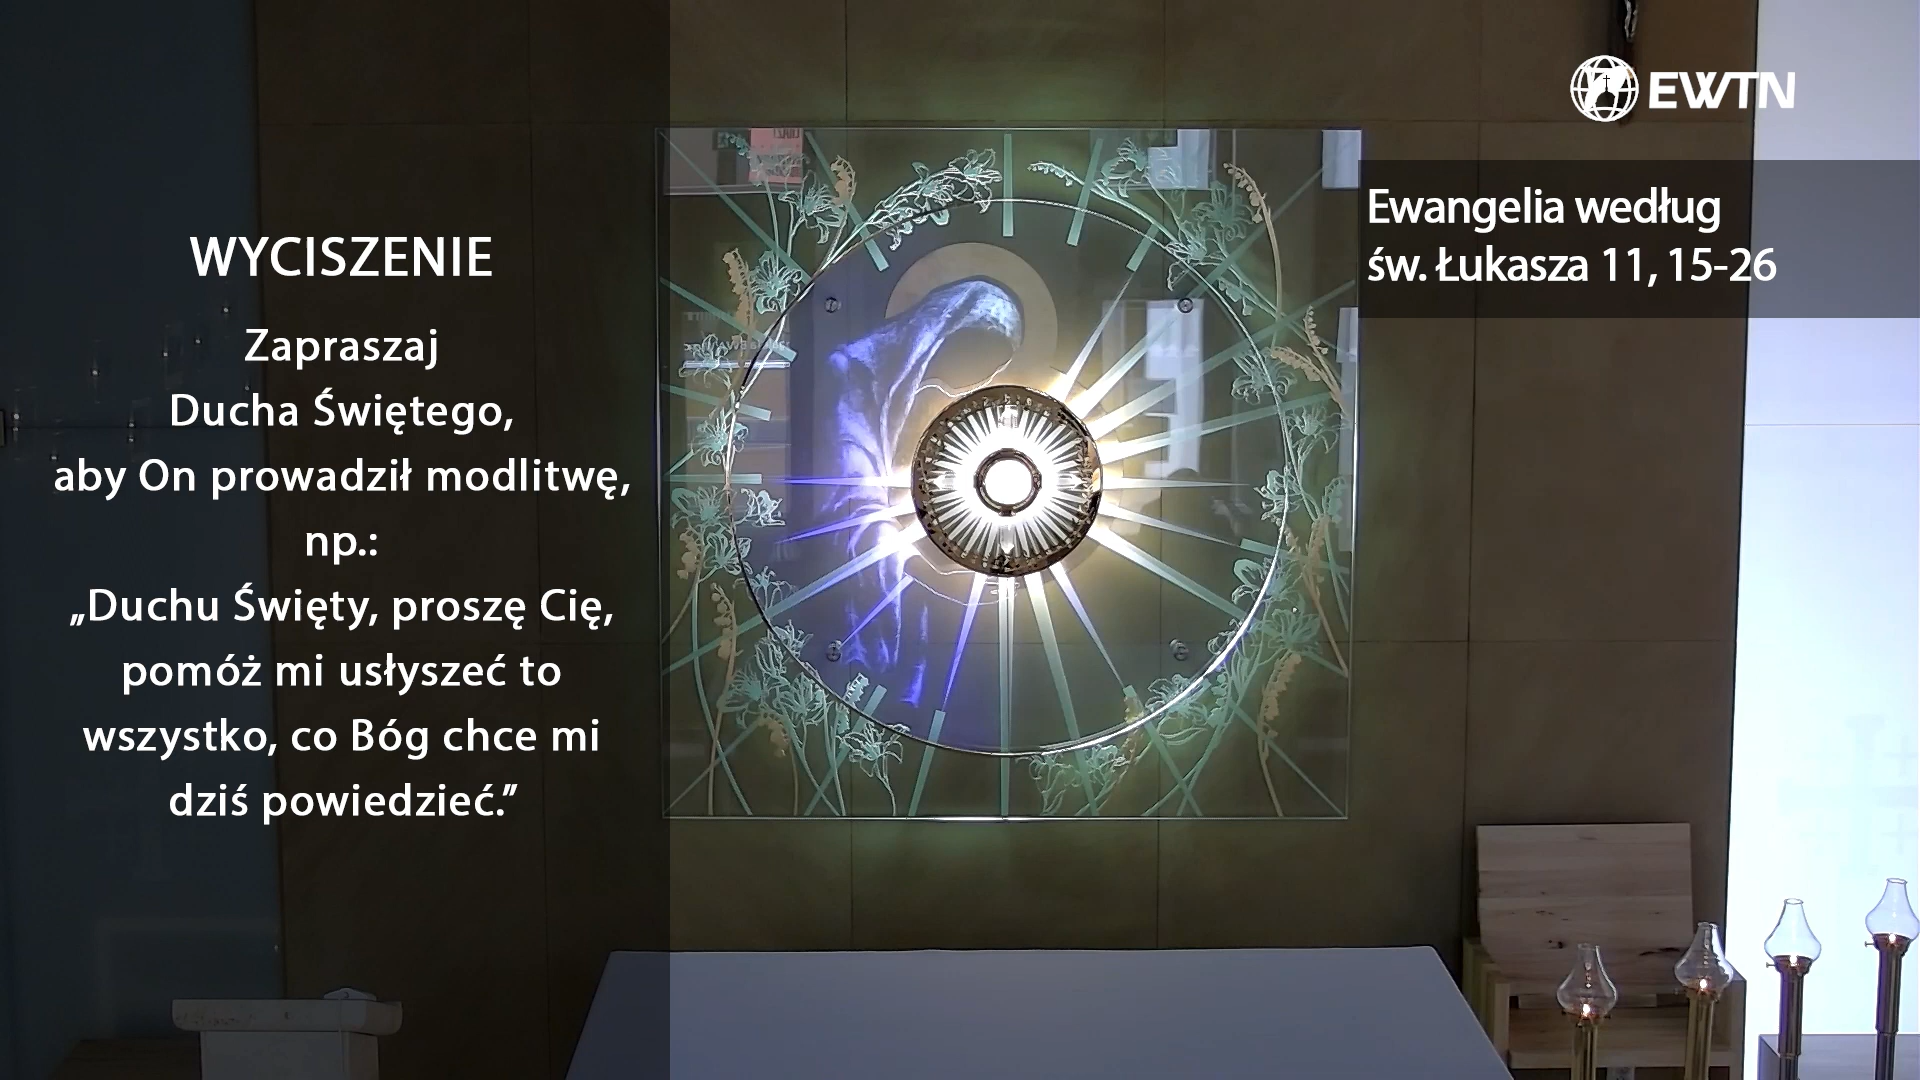 WYCISZENIE
Zapraszaj
Ducha Świętego,
aby On prowadził modlitwę,
np.:
„Duchu Święty, proszę Cię,
pomóż mi usłyszeć to
wszystko, co Bóg chce mi
dziś powiedzieć.”
EWTN
Ewangelia według
św. Łukasza 11, 15-26